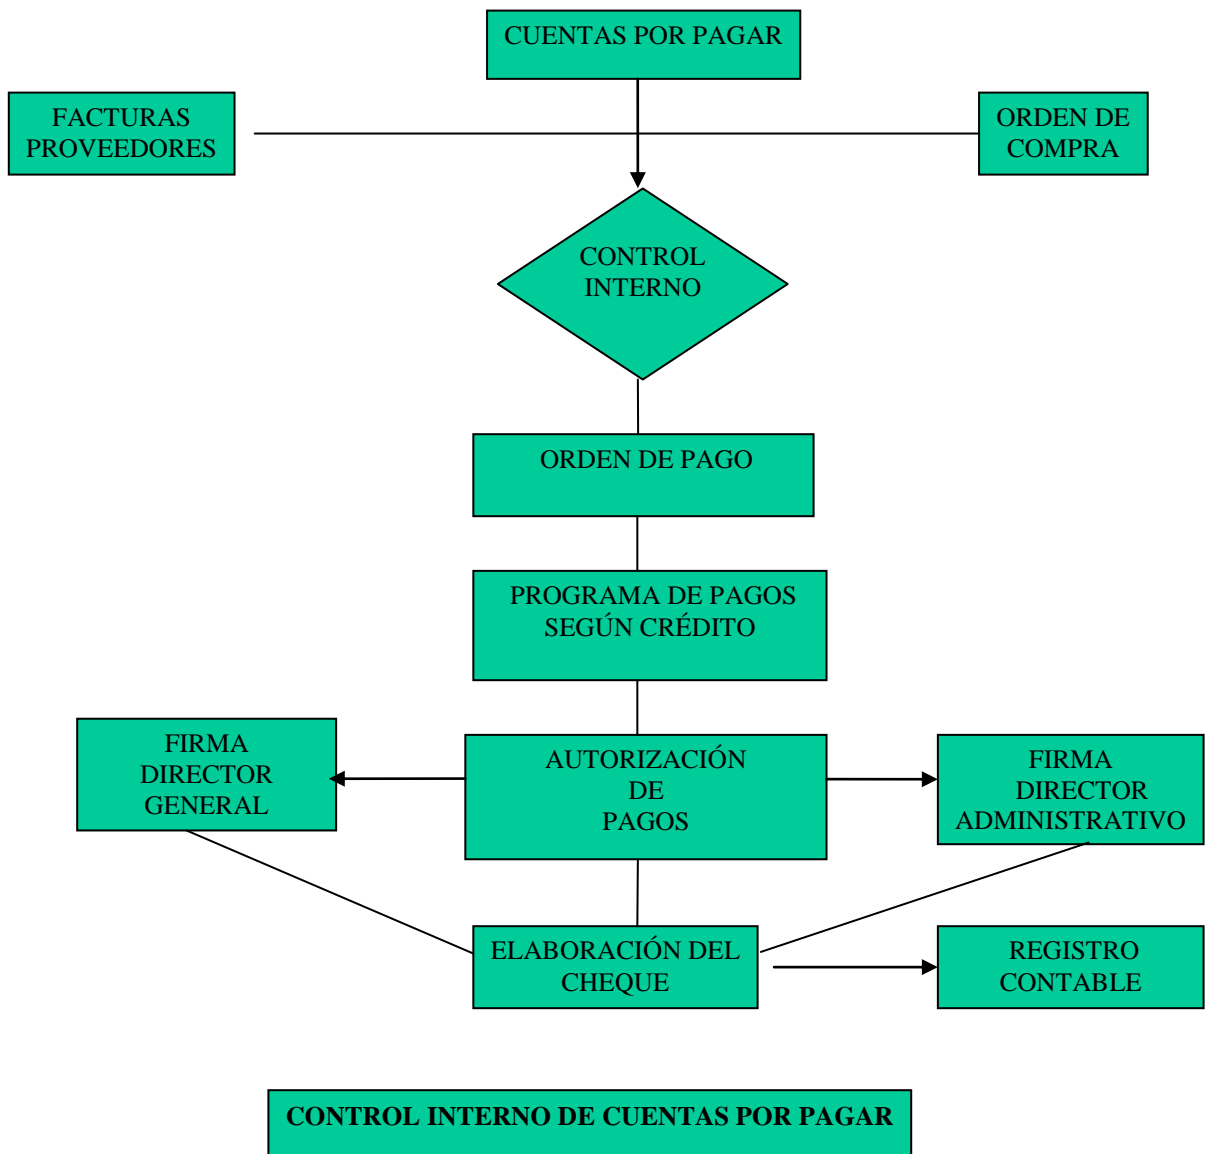 CUENTAS POR PAGAR
FACTURAS
PROVEEDORES
ORDEN DE
COMPRA
CONTROL
INTERNO
ORDEN DE PAGO
PROGRAMA DE PAGOS
SEGÚN CRÉDITO
FIRMA
DIRECTOR
GENERAL
AUTORIZACIÓN
DE
PAGOS
FIRMA
DIRECTOR
ADMINISTRATIVO
ELABORACIÓN DEL
CHEQUE
REGISTRO
CONTABLE
CONTROL INTERNO DE CUENTAS POR PAGAR